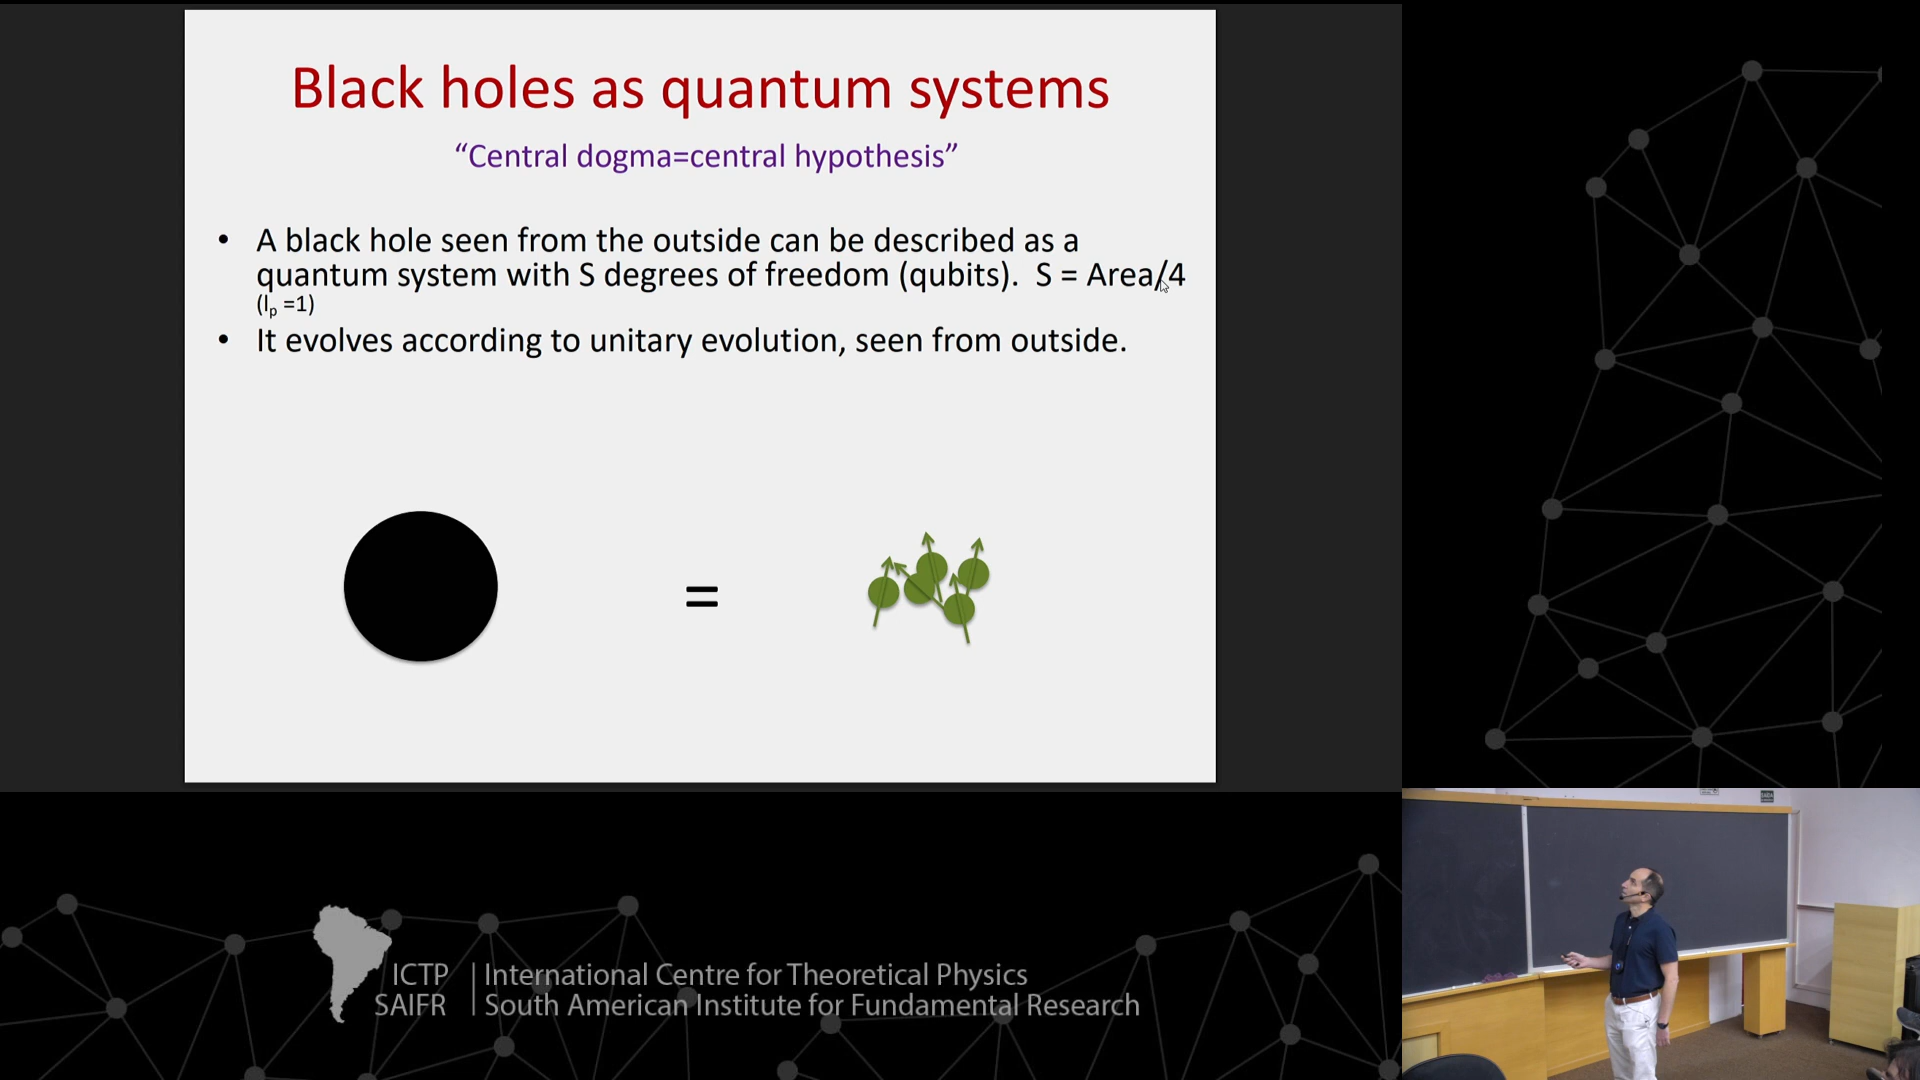 Black holes as quantum systems
“Central dogma=central hypothesis”
• A black hole seen from the outside can be described as a
quantum system with S degrees of freedom (qubits). S = Area/4
(lp =1)
• It evolves according to unitary evolution, seen from outside.
=
ICTP | International Centre for Theoretical Physics
SAIFR | South American Institute for Fundamental Research